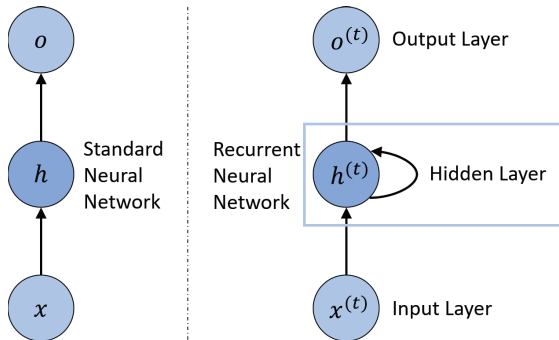 o
h
x
Standard
Neural
Network
o^(t)
Output Layer
Recurrent
Neural
Network
h^(t)
Hidden Layer
x^(t)
Input Layer